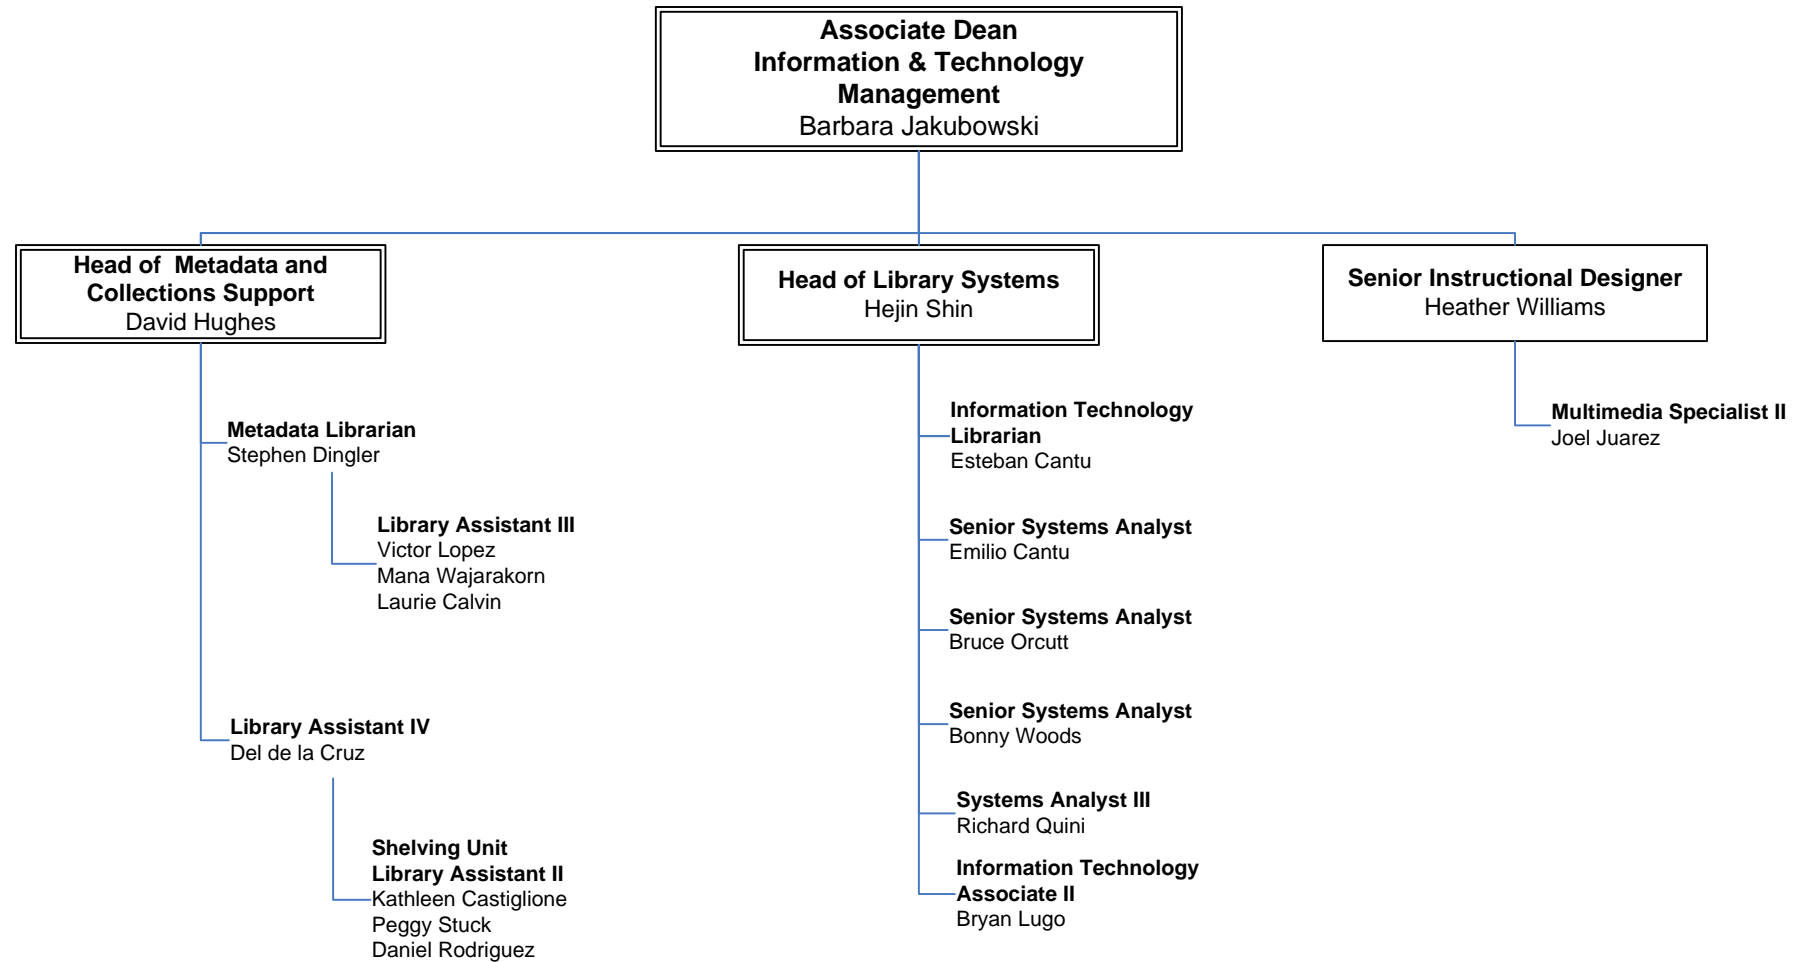 Associate Dean
Information & Technology
Management
Barbara Jakubowski
Head of Metadata and
Collections Support
David Hughes
Head of Library Systems
Hejin Shin
Senior Instructional Designer
Heather Williams
Metadata Librarian
Stephen Dingler
Library Assistant III
Victor Lopez
Mana Wajarakorn
Laurie Calvin
Library Assistant IV
Del de la Cruz
Shelving Unit
Library Assistant II
Kathleen Castiglione
Peggy Stuck
Daniel Rodriguez
Information Technology
Librarian
Esteban Cantu
Senior Systems Analyst
Emilio Cantu
Senior Systems Analyst
Bruce Orcutt
Senior Systems Analyst
Bonny Woods
Systems Analyst III
Richard Quini
Information Technology
Associate II
Bryan Lugo
Multimedia Specialist II
Joel Juarez